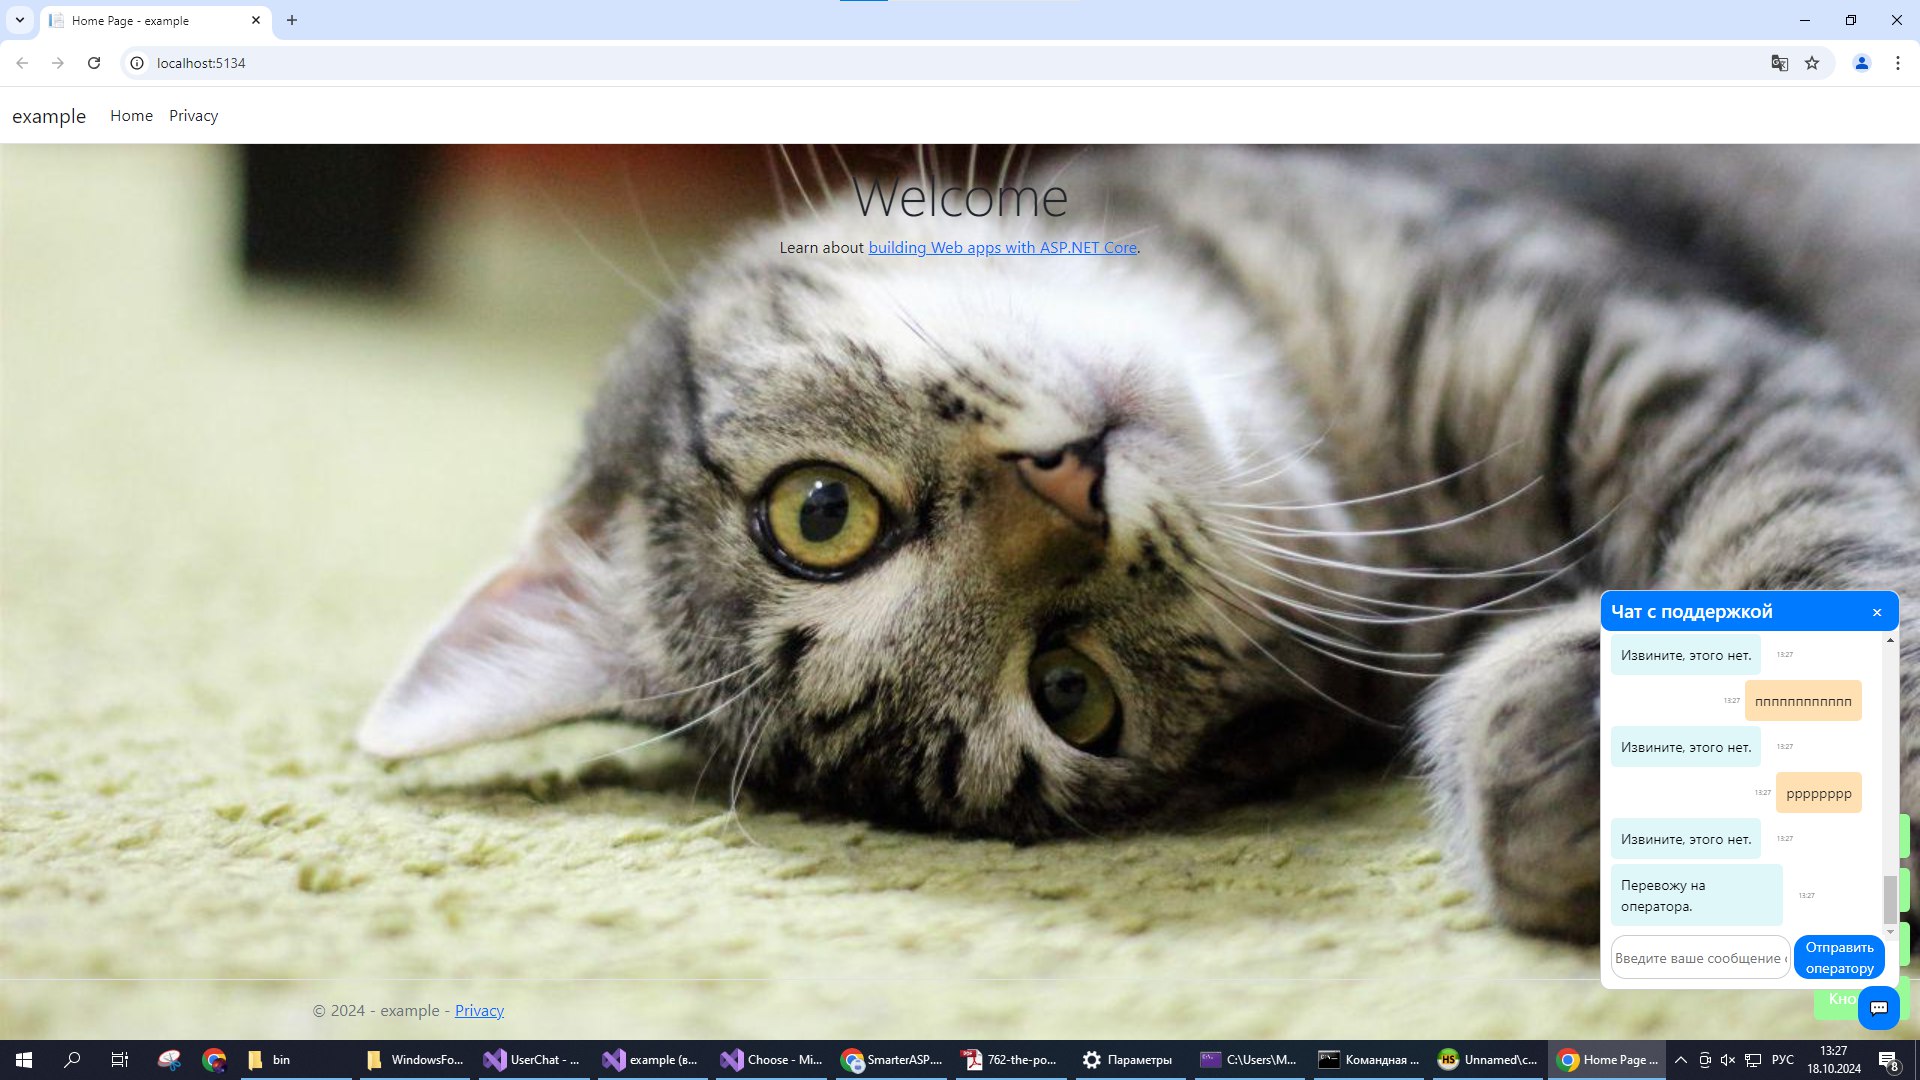 Home Page - example
localhost:5134
example Home Privacy
Welcome
Learn about building Web apps with ASP.NET Core.
Чат с поддержкой ×
Извините, этого нет. 13:27
13:27 пппппппппппп
Извините, этого нет. 13:27
13:27 рррррррр
Извините, этого нет. 13:27
Перевожу на
оператора. 13:27
Введите ваше сообщение
Отправить
оператору
Кно
© 2024 - example - Privacy
bin
WindowsFo...
UserChat - ...
example (в...
Choose - Mi...
SmarterASP....
762-the-po...
Параметры
C:\Users\M...
Командная ...
HS
Unnamed\c...
Home Page ...
РУС
13:27
18.10.2024
8